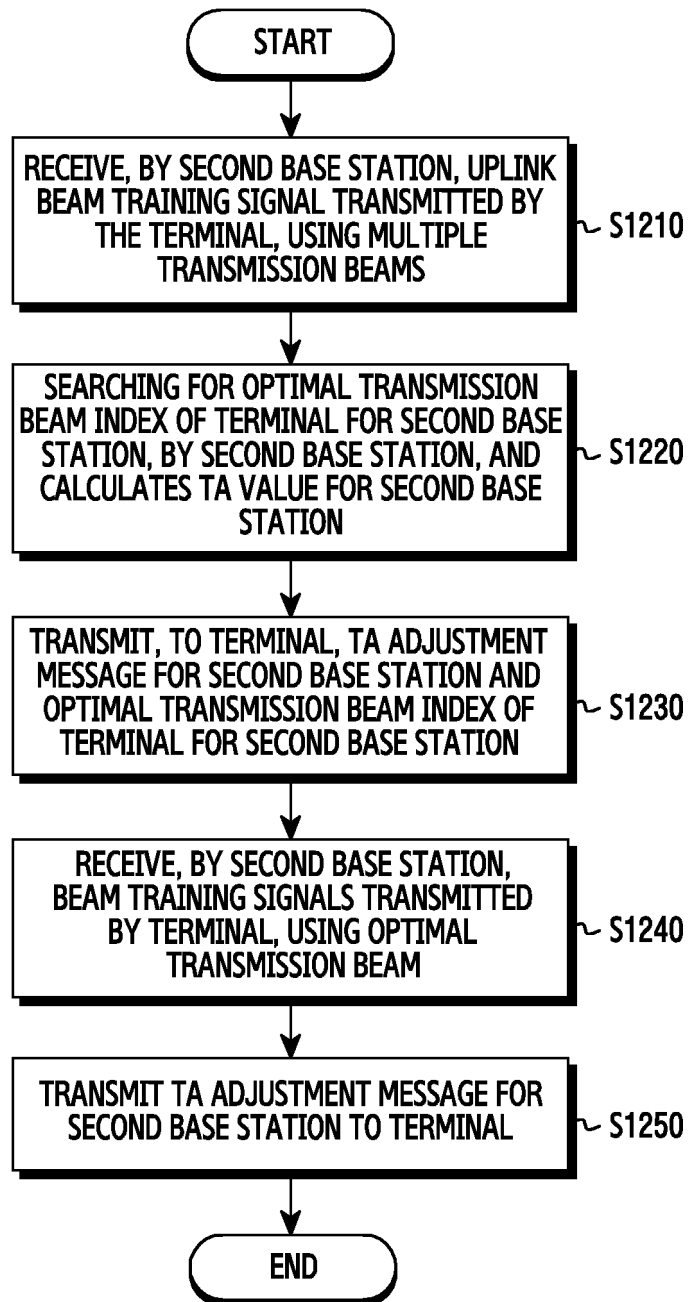 START
RECEIVE, BY SECOND BASE STATION, UPLINK
BEAM TRAINING SIGNAL TRANSMITTED BY
THE TERMINAL, USING MULTIPLE
TRANSMISSION BEAMS
S1210
SEARCHING FOR OPTIMAL TRANSMISSION
BEAM INDEX OF TERMINAL FOR SECOND BASE
STATION, BY SECOND BASE STATION, AND
CALCULATES TA VALUE FOR SECOND BASE
STATION
S1220
TRANSMIT, TO TERMINAL, TA ADJUSTMENT
MESSAGE FOR SECOND BASE STATION AND
OPTIMAL TRANSMISSION BEAM INDEX OF
TERMINAL FOR SECOND BASE STATION
S1230
RECEIVE, BY SECOND BASE STATION,
BEAM TRAINING SIGNALS TRANSMITTED
BY TERMINAL, USING OPTIMAL
TRANSMISSION BEAM
S1240
TRANSMIT TA ADJUSTMENT MESSAGE FOR
SECOND BASE STATION TO TERMINAL
S1250
END